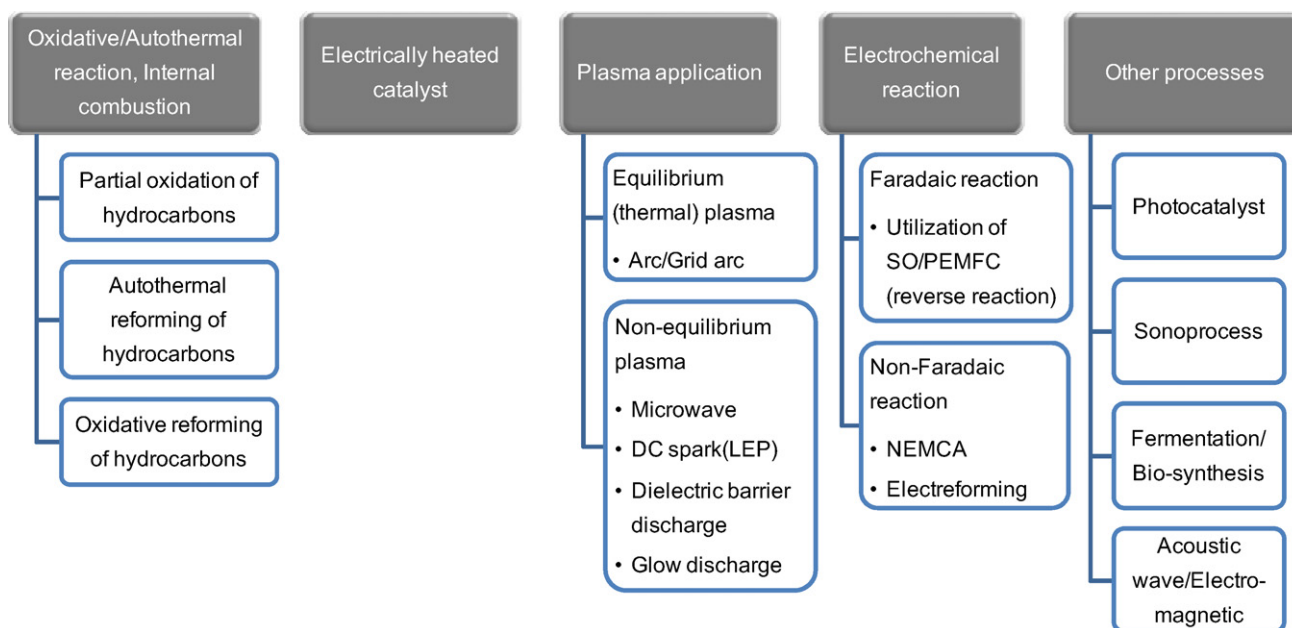 Oxidative/Autothermal
reaction, Internal
combustion
Partial oxidation of
hydrocarbons
Autothermal
reforming of
hydrocarbons
Oxidative reforming
of hydrocarbons
Electrically heated
catalyst
Plasma application
Equilibrium
(thermal) plasma
• Arc/Grid arc
Non-equilibrium
plasma
• Microwave
• DC spark(LEP)
• Dielectric barrier
discharge
• Glow discharge
Electrochemical
reaction
Faradaic reaction
• Utilization of
SO/PEMFC
(reverse reaction)
Non-Faradaic
reaction
• NEMCA
• Electreforming
Other processes
Photocatalyst
Sonoprocess
Fermentation/
Bio-synthesis
Acoustic
wave/Electro-
magnetic